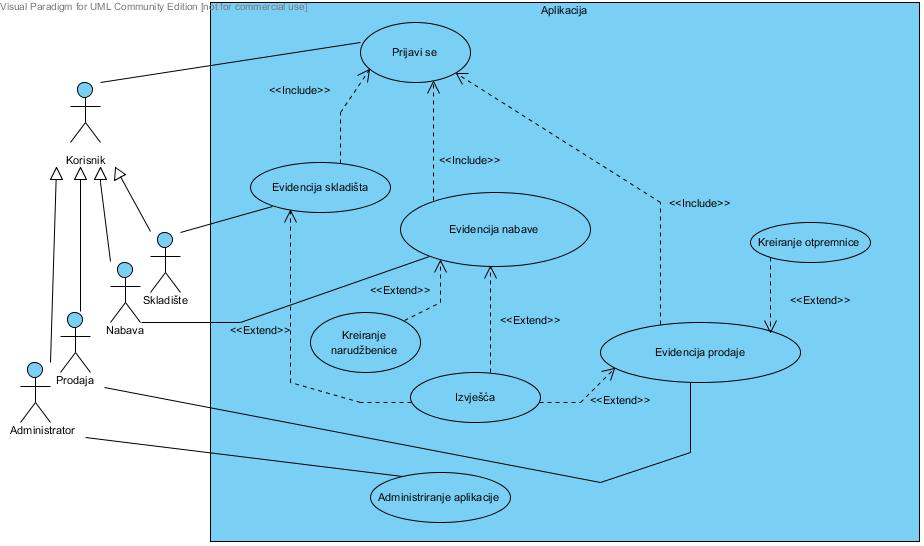 Visual Paradigm for UML Community Edition [not for commercial use]
Aplikacija
Prijavi se
<<Include>>
Korisnik
<<Include>>
Evidencija skladišta
<<Include>>
Evidencija nabave
Kreiranje otpremnice
Skladište
<<Extend>>
<<Extend>>
Nabava
<<Extend>>
<<Extend>>
Kreiranje
narudžbenice
Evidencija prodaje
Prodaja
Izvješća
<<Extend>>
Administrator
Administriranje aplikacije